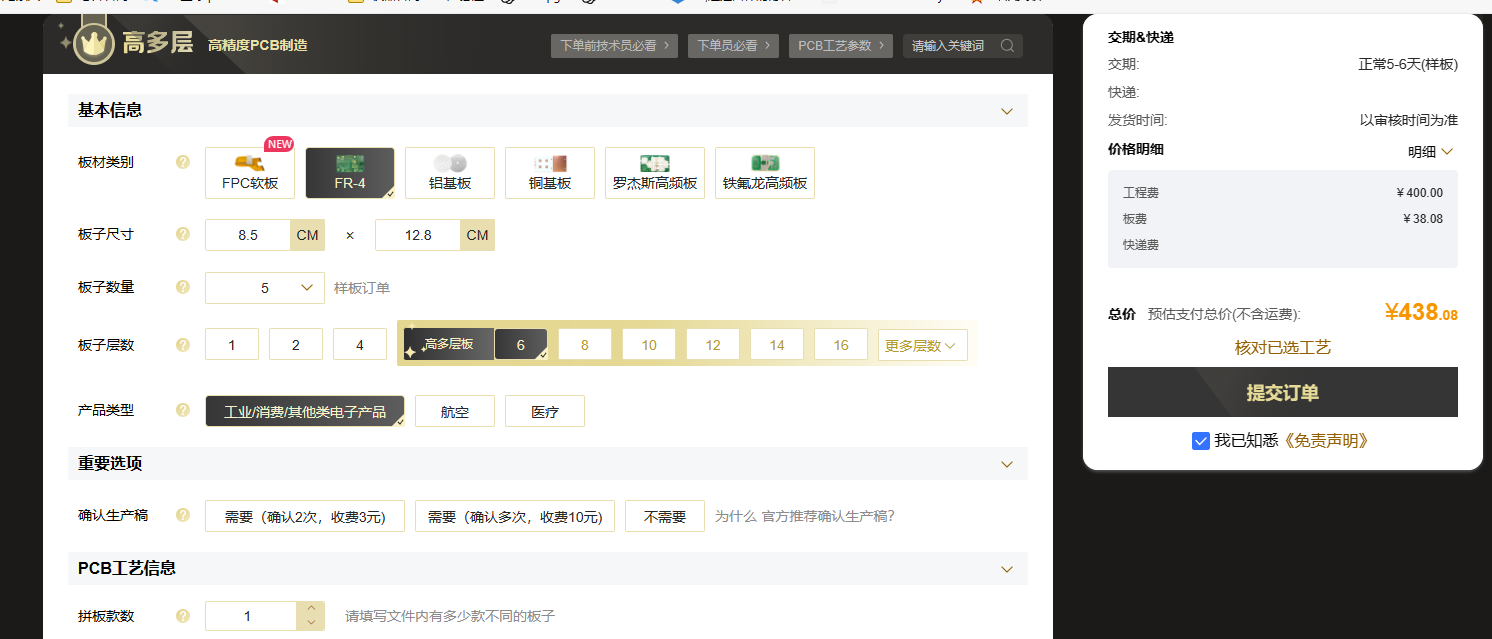 高多层 高精度PCB制造 下单前技术员必看 下单员必看 PCB工艺参数 请输入关键词
基本信息
板材类别 FPC软板 NEW FR-4 铝基板 铜基板 罗杰斯高频板 铁氟龙高频板
板子尺寸 8.5 CM × 12.8 CM
板子数量 5 样板订单
板子层数 1 2 4 高多层板 6 8 10 12 14 16 更多层数
产品类型 工业/消费/其他类电子产品 航空 医疗
重要选项
确认生产稿 需要（确认2次，收费3元） 需要（确认多次，收费10元） 不需要 为什么 官方推荐确认生产稿?
PCB工艺信息
拼板款数 1 请填写文件内有多少款不同的板子
交期&快递
交期: 正常5-6天(样板)
快递:
发货时间: 以审核时间为准
价格明细 明细
工程费 ¥ 400.00
板费 ¥ 38.08
快递费
总价 预估支付总价(不含运费): ¥438.08
核对已选工艺
提交订单
我已知悉《免责声明》